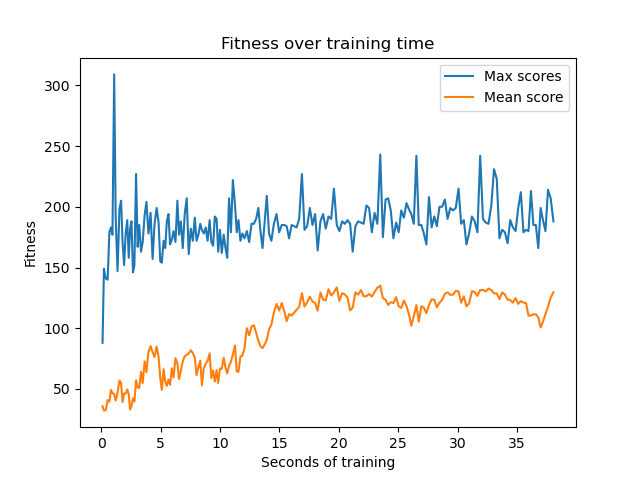 Fitness over training time
Max scores
Mean score
Fitness
300
250
200
150
100
50
0 5 10 15 20 25 30 35
Seconds of training